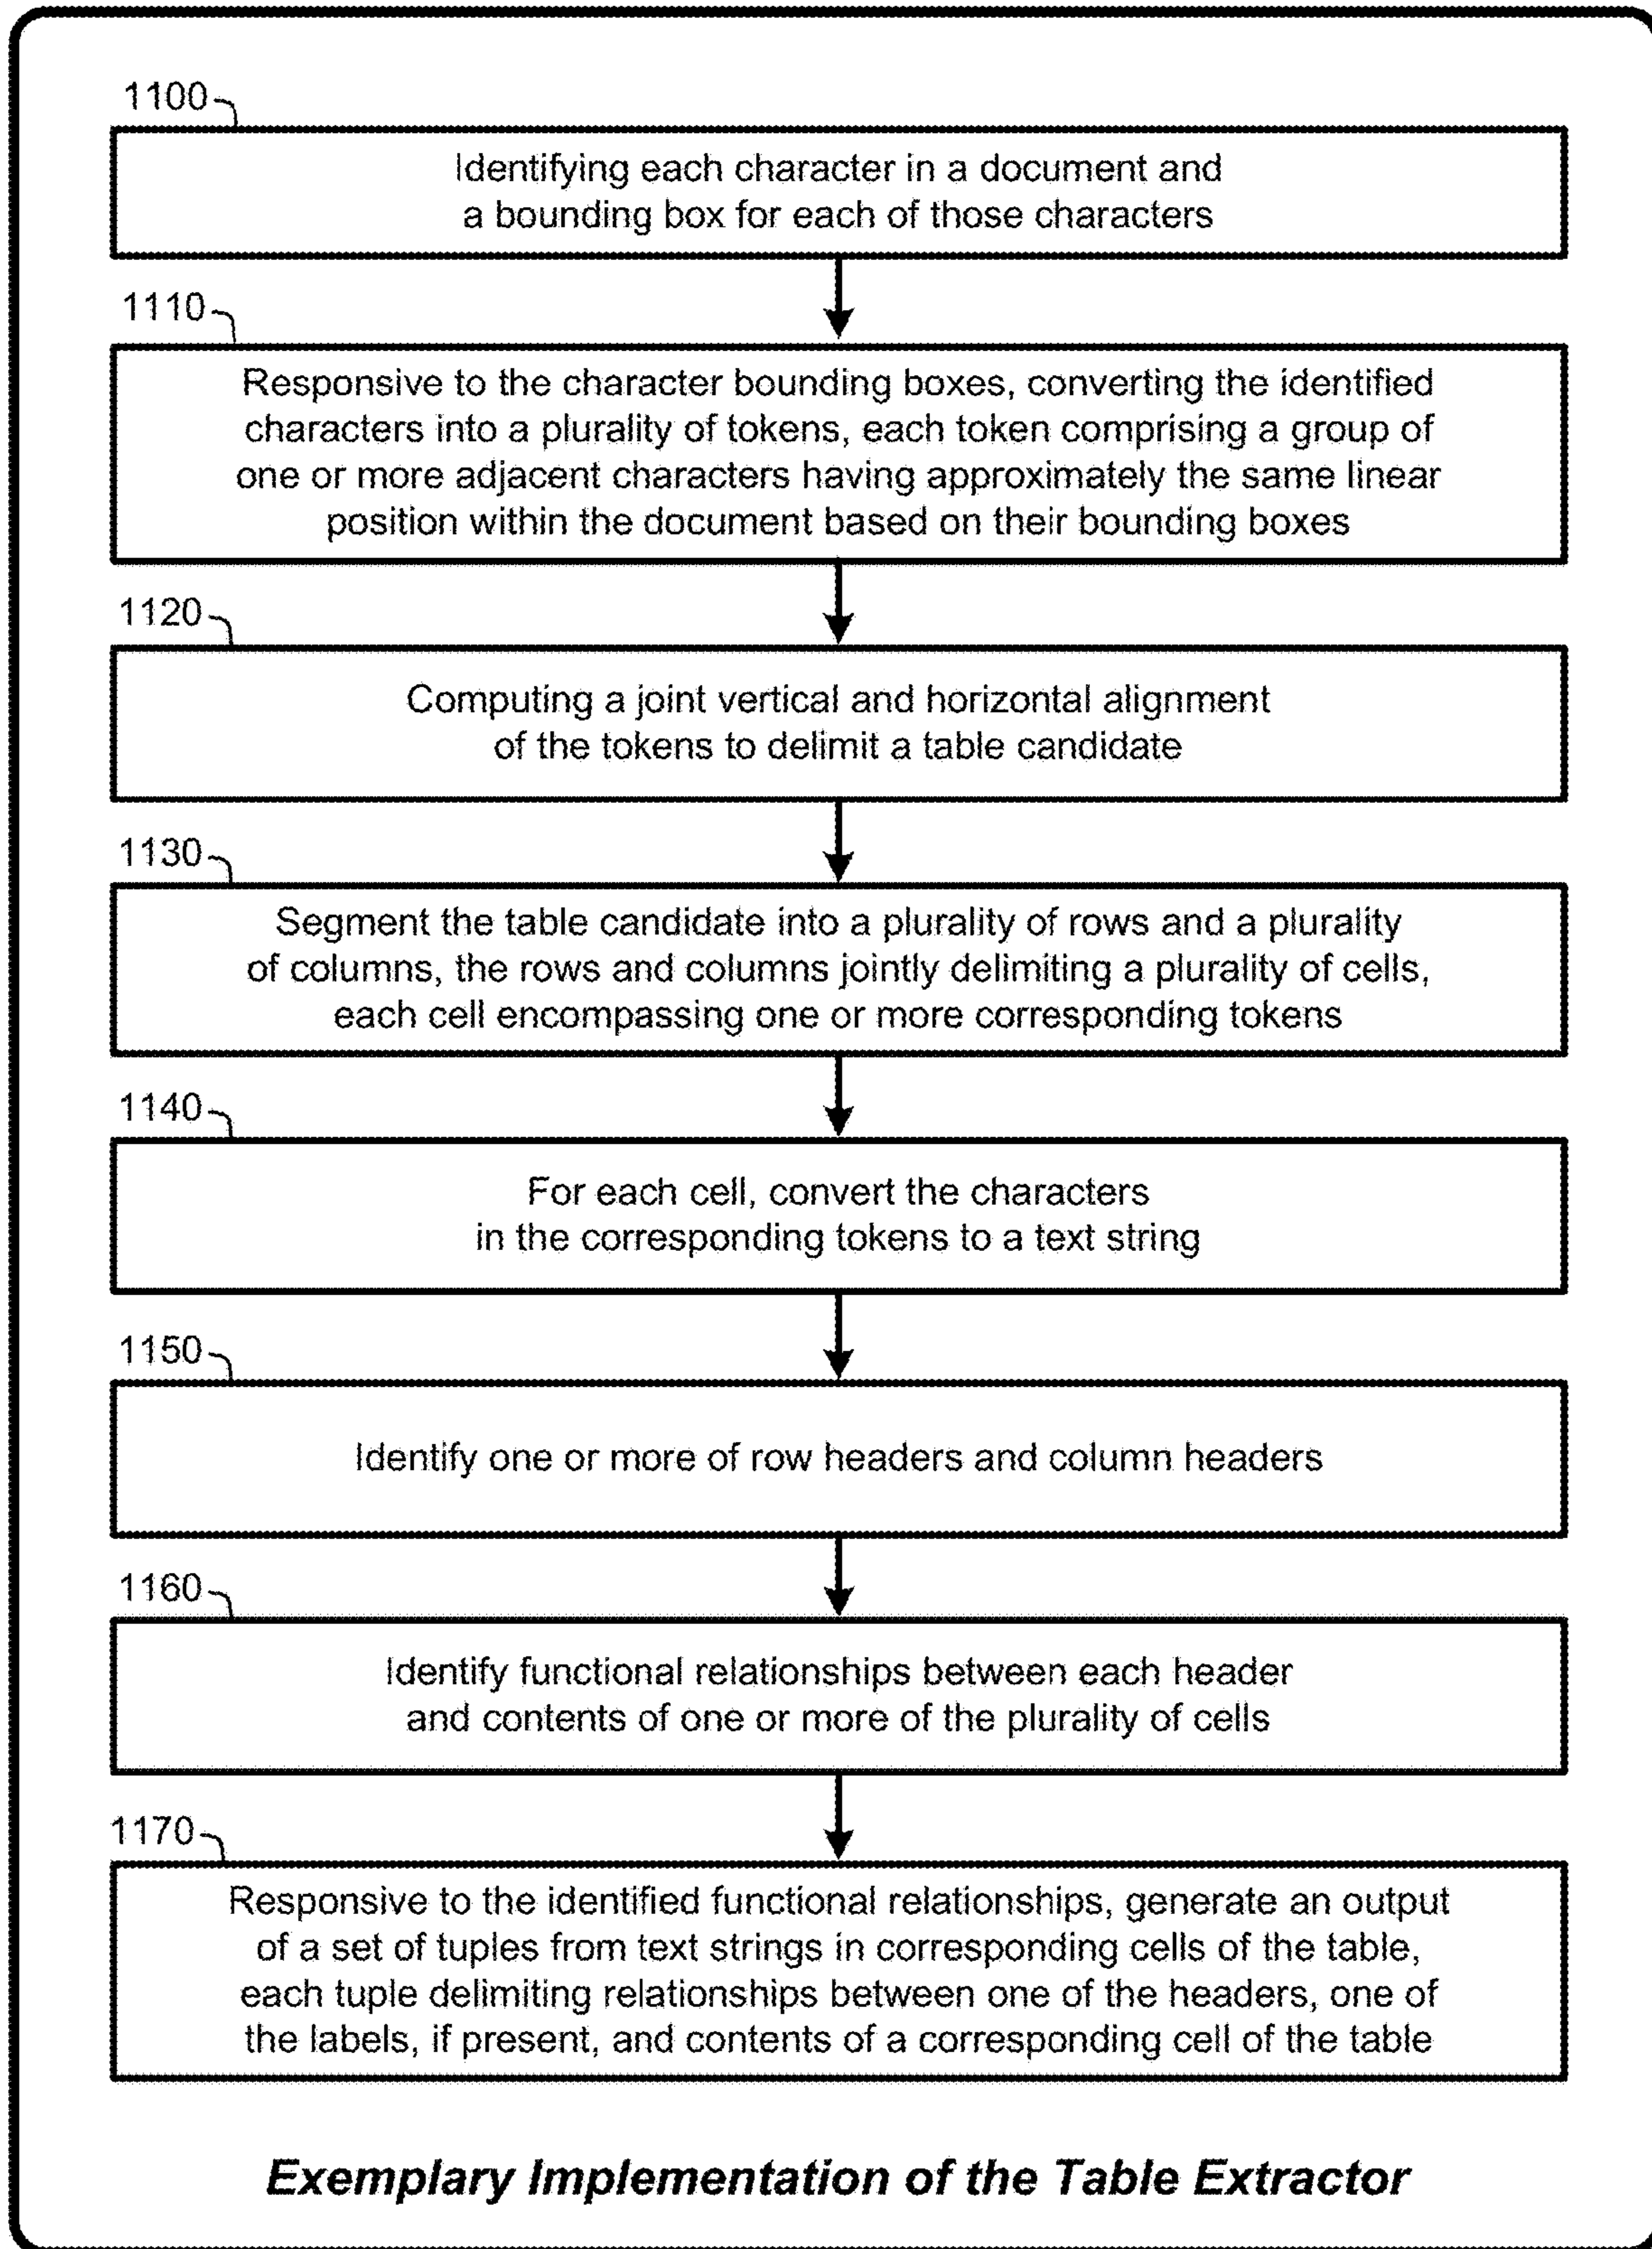 1100
Identifying each character in a document and
a bounding box for each of those characters
1110
Responsive to the character bounding boxes, converting the identified
characters into a plurality of tokens, each token comprising a group of
one or more adjacent characters having approximately the same linear
position within the document based on their bounding boxes
1120
Computing a joint vertical and horizontal alignment
of the tokens to delimit a table candidate
1130
Segment the table candidate into a plurality of rows and a plurality
of columns, the rows and columns jointly delimiting a plurality of cells,
each cell encompassing one or more corresponding tokens
1140
For each cell, convert the characters
in the corresponding tokens to a text string
1150
Identify one or more of row headers and column headers
1160
Identify functional relationships between each header
and contents of one or more of the plurality of cells
1170
Responsive to the identified functional relationships, generate an output
of a set of tuples from text strings in corresponding cells of the table,
each tuple delimiting relationships between one of the headers, one of
the labels, if present, and contents of a corresponding cell of the table
Exemplary Implementation of the Table Extractor